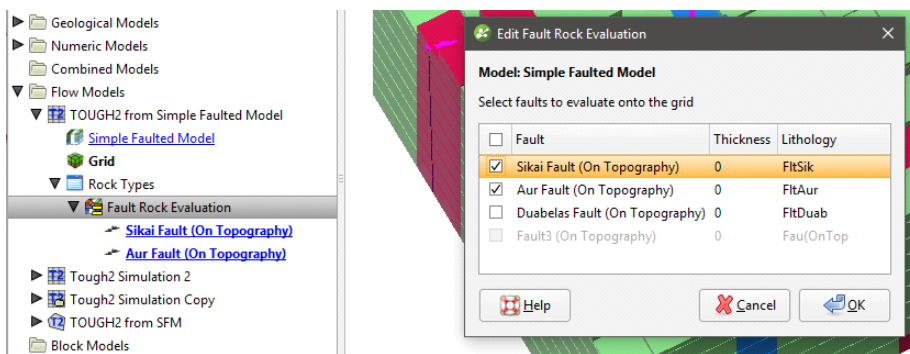 Geological Models
Numeric Models
Combined Models
Flow Models
TOUGH2 from Simple Faulted Model
Simple Faulted Model
Grid
Rock Types
Fault Rock Evaluation
Sikai Fault (On Topography)
Aur Fault (On Topography)
Tough2 Simulation 2
Tough2 Simulation Copy
TOUGH2 from SFM
Block Models
Edit Fault Rock Evaluation
Model: Simple Faulted Model
Select faults to evaluate onto the grid
Fault Thickness Lithology
Sikai Fault (On Topography) 0 FltSik
Aur Fault (On Topography) 0 FltAur
Duabelas Fault (On Topography) 0 FltDuab
Fault3 (On Topography) 0 Fau(OnTop
Help Cancel OK